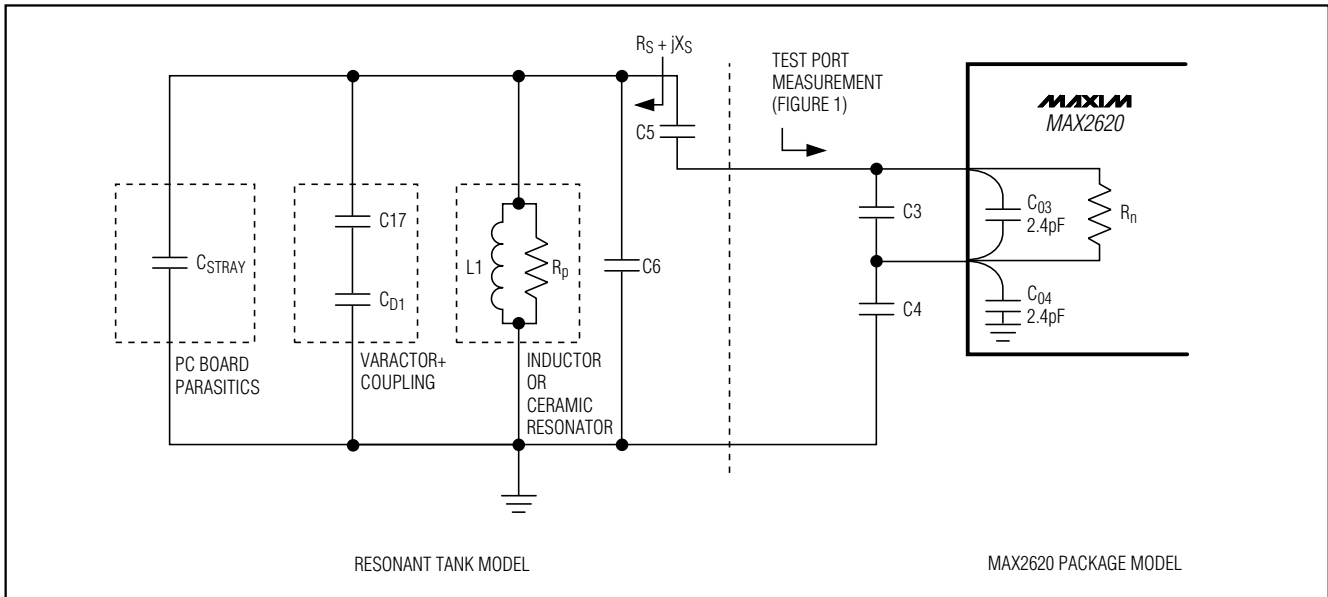 RS + jXS
TEST PORT
MEASUREMENT
(FIGURE 1)
MAXIM
MAX2620
C5
C17
C3
C03
2.4pF
Rn
CSTRAY
L1
Rp
C6
CD1
C4
C04
2.4pF
PC BOARD
PARASITICS
VARACTOR+
COUPLING
INDUCTOR
OR
CERAMIC
RESONATOR
RESONANT TANK MODEL
MAX2620 PACKAGE MODEL